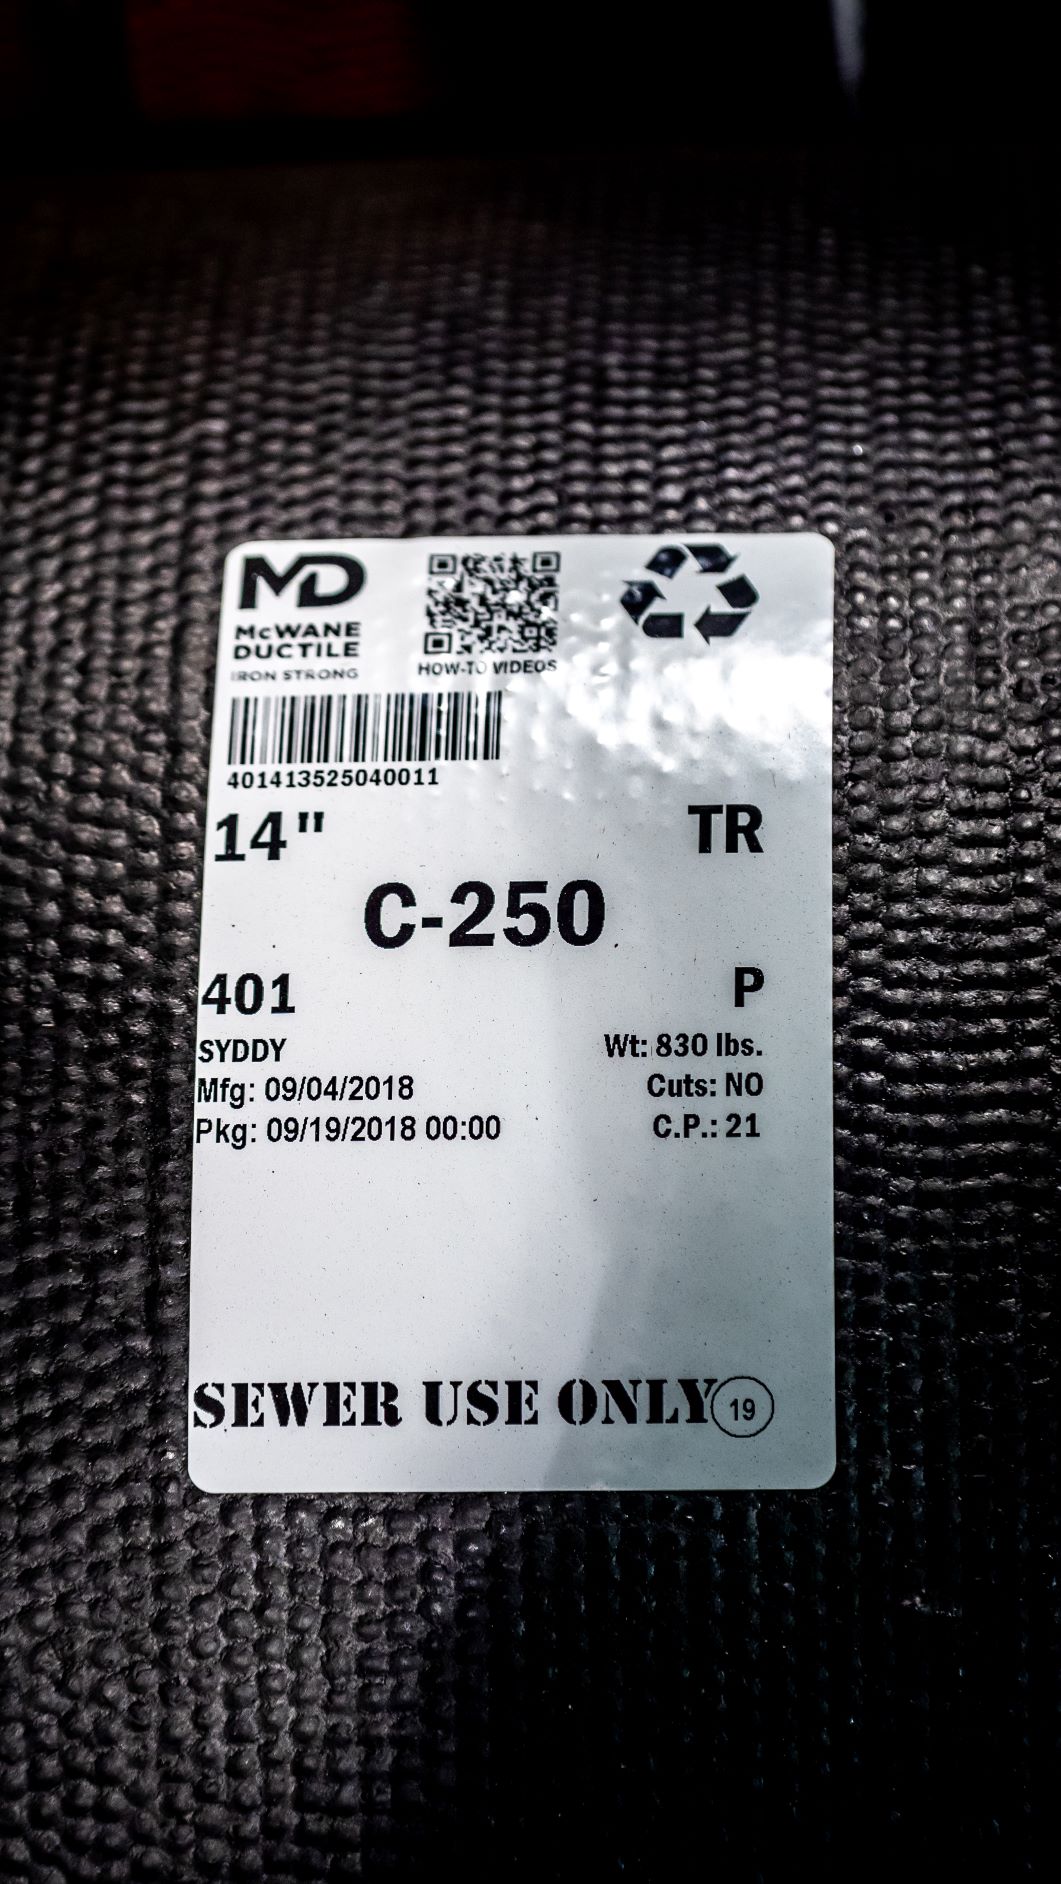 MD
McWANE
DUCTILE
IRON STRONG
HOW-TO VIDEOS
401413525040011
14" TR
C-250
401 P
SYDDY Wt: 830 lbs.
Mfg: 09/04/2018 Cuts: NO
Pkg: 09/19/2018 00:00 C.P.: 21
SEWER USE ONLY 19